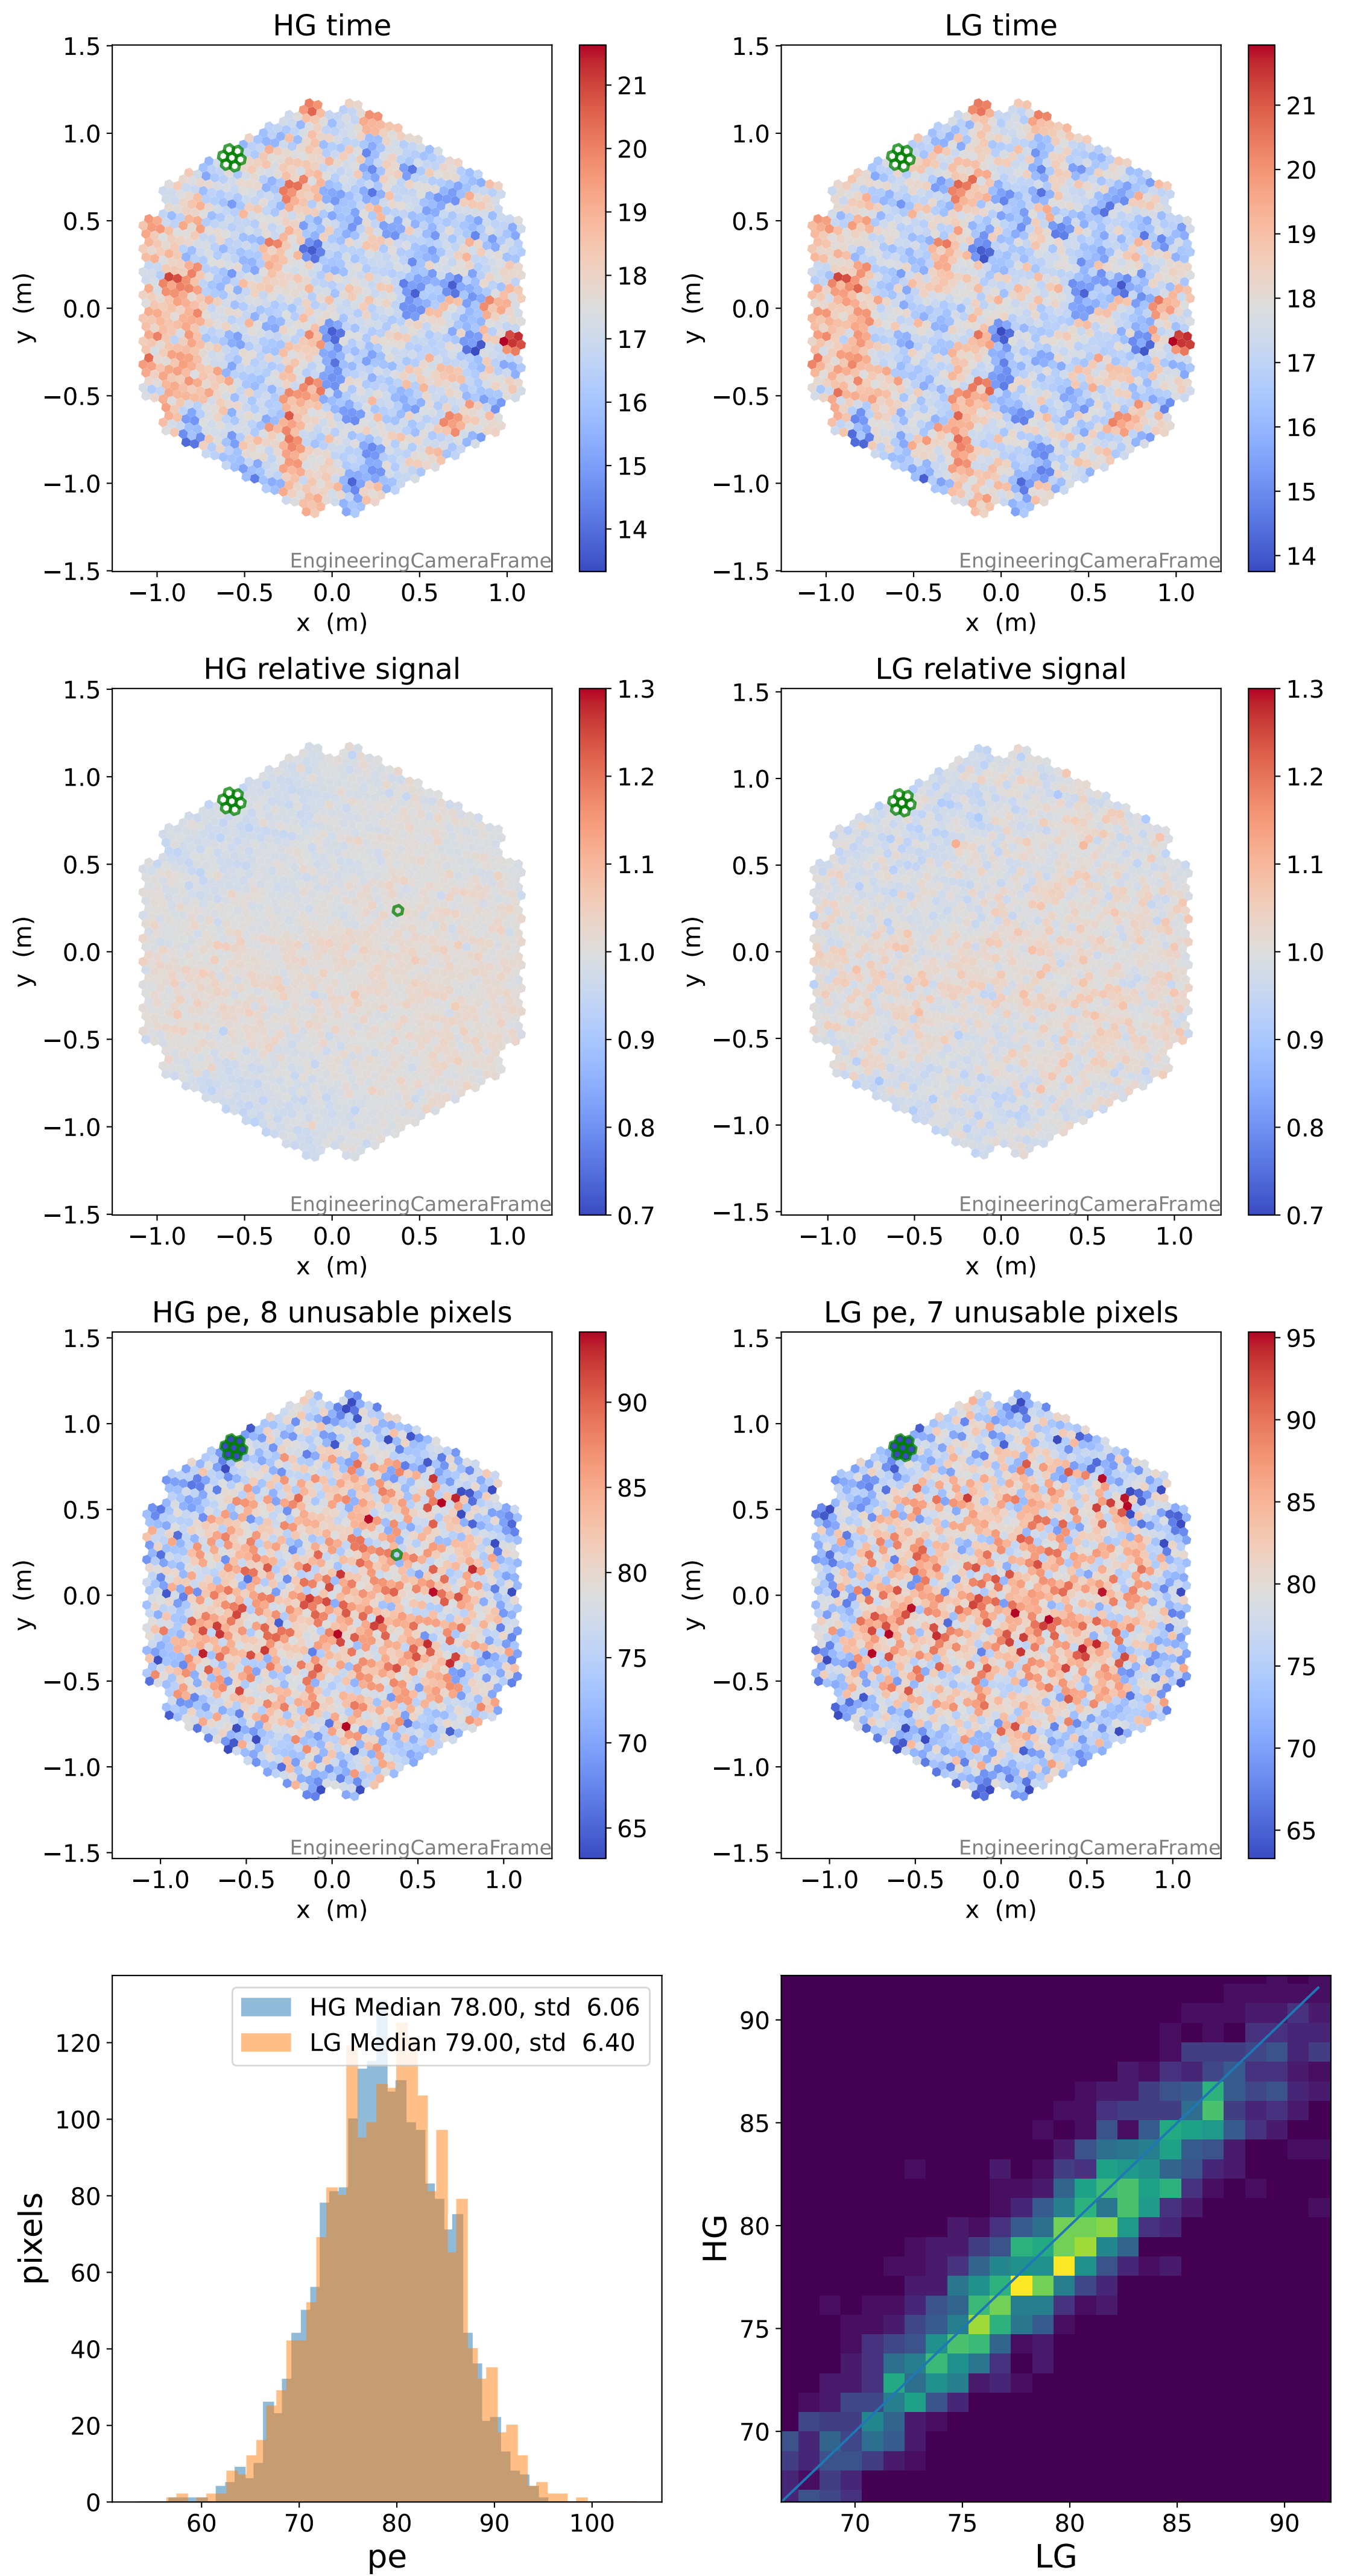 HG time
LG time
1.5
1.0
0.5
0.0
−0.5
−1.0
−1.5
−1.0 −0.5 0.0 0.5 1.0
x (m)
y (m)
EngineeringCameraFrame
21
20
19
18
17
16
15
14
1.5
1.0
0.5
0.0
−0.5
−1.0
−1.5
−1.0 −0.5 0.0 0.5 1.0
x (m)
y (m)
EngineeringCameraFrame
21
20
19
18
17
16
15
14
HG relative signal
LG relative signal
1.5
1.0
0.5
0.0
−0.5
−1.0
−1.5
−1.0 −0.5 0.0 0.5 1.0
x (m)
y (m)
EngineeringCameraFrame
1.3
1.2
1.1
1.0
0.9
0.8
0.7
1.5
1.0
0.5
0.0
−0.5
−1.0
−1.5
−1.0 −0.5 0.0 0.5 1.0
x (m)
y (m)
EngineeringCameraFrame
1.3
1.2
1.1
1.0
0.9
0.8
0.7
HG pe, 8 unusable pixels
LG pe, 7 unusable pixels
1.5
1.0
0.5
0.0
−0.5
−1.0
−1.5
−1.0 −0.5 0.0 0.5 1.0
x (m)
y (m)
EngineeringCameraFrame
90
85
80
75
70
65
1.5
1.0
0.5
0.0
−0.5
−1.0
−1.5
−1.0 −0.5 0.0 0.5 1.0
x (m)
y (m)
EngineeringCameraFrame
95
90
85
80
75
70
65
HG Median 78.00, std 6.06
LG Median 79.00, std 6.40
120
100
80
60
40
20
0
60 70 80 90 100
pe
pixels
90
85
80
75
70
70 75 80 85 90
LG
HG